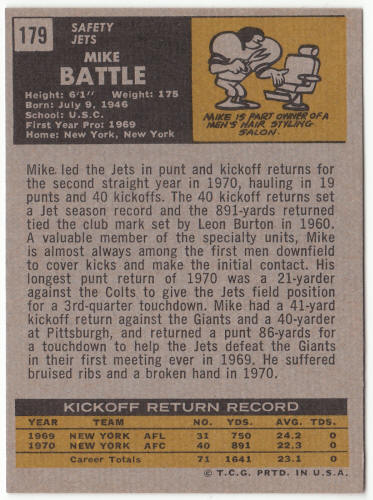 179
SAFETY
JETS
MIKE
BATTLE
Height: 6'1" Weight: 175
Born: July 9, 1946
School: U.S.C.
First Year Pro: 1969
Home: New York, New York
MIKE IS PART OWNER OF A
MEN'S HAIR STYLING
SALON.
Mike led the Jets in punt and kickoff returns for
the second straight year in 1970, hauling in 19
punts and 40 kickoffs. The 40 kickoff returns set
a Jet season record and the 891-yards returned
tied the club mark set by Leon Burton in 1960.
A valuable member of the specialty units, Mike
is almost always among the first men downfield
to cover kicks and make the initial contact. His
longest punt return of 1970 was a 21-yarder
against the Colts to give the Jets field position
for a 3rd-quarter touchdown. Mike had a 41-yard
kickoff return against the Giants and a 40-yarder
at Pittsburgh, and returned a punt 86-yards for
a touchdown to help the Jets defeat the Giants
in their first meeting ever in 1969. He suffered
bruised ribs and a broken hand in 1970.
KICKOFF RETURN RECORD
YEAR TEAM NO. YDS. AVG. TDS.
1969 NEW YORK AFL 31 750 24.2 0
1970 NEW YORK AFC 40 891 22.3 0
Career Totals 71 1641 23.1 0
© T.C.G. PRTD. IN U.S.A.